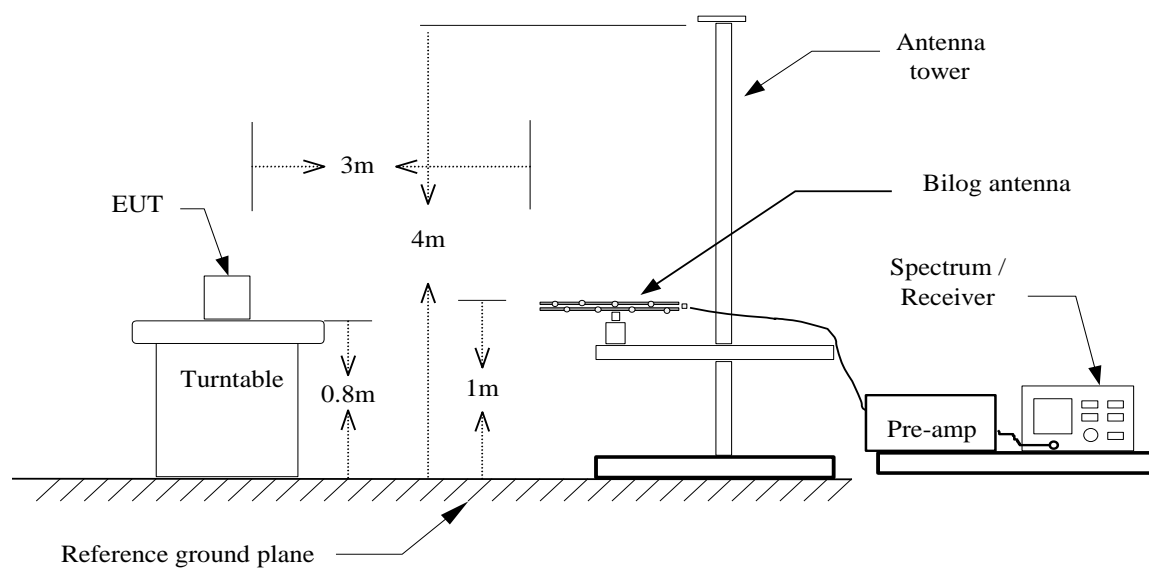 Antenna
tower
3m
Bilog antenna
EUT
4m
Spectrum /
Receiver
Turntable
0.8m
1m
Pre-amp
Reference ground plane